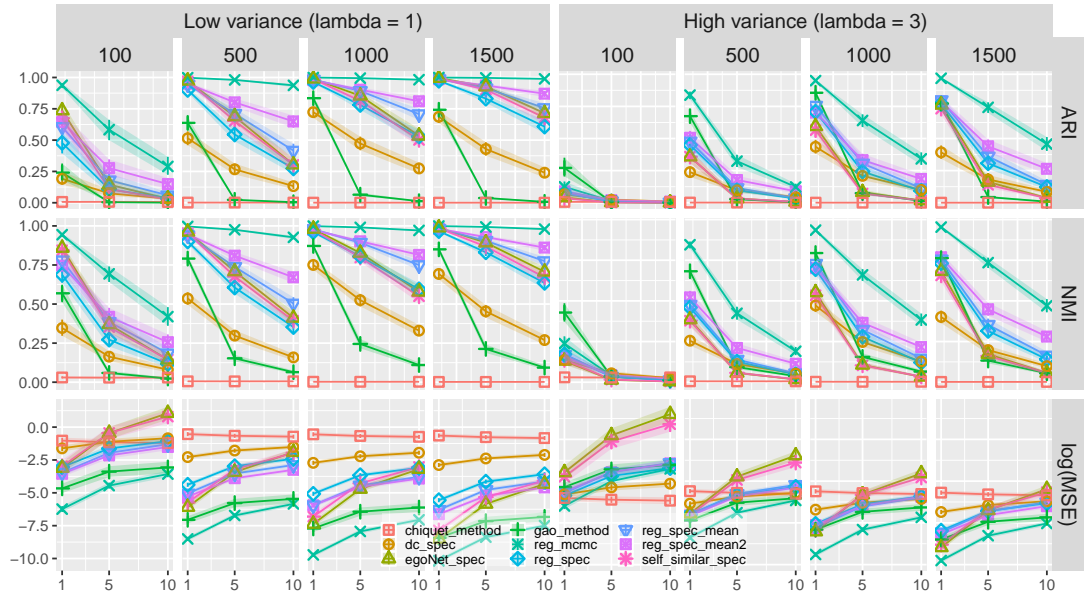 Low variance (lambda = 1) High variance (lambda = 3)
100 500 1000 1500 100 500 1000 1500
1.00
0.75
0.50
0.25
0.00
ARI
1.00
0.75
0.50
0.25
0.00
NMI
0.0
−2.5
−5.0
−7.5
−10.0
log(MSE)
chiquet_method gao_method reg_spec_mean
dc_spec reg_mcmc reg_spec_mean2
egoNet_spec reg_spec self_similar_spec
1 5 10 1 5 10 1 5 10 1 5 10 1 5 10 1 5 10 1 5 10 1 5 10